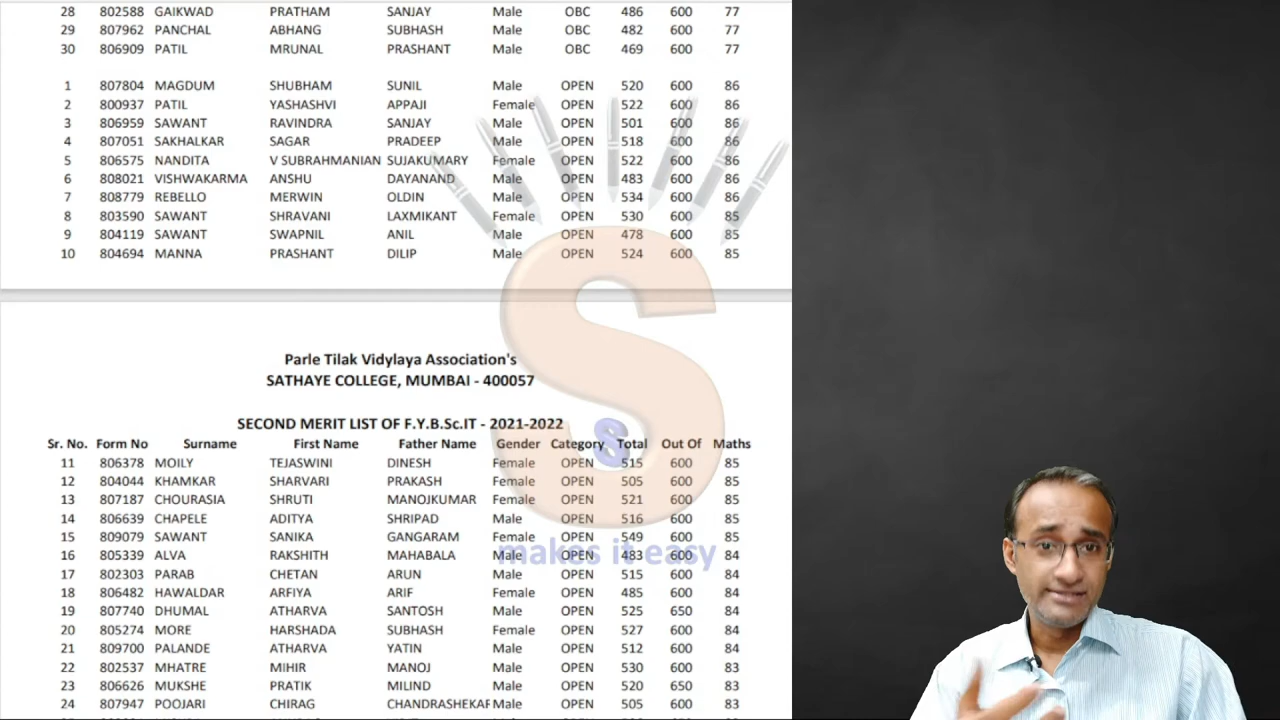 28 802588 GAIKWAD PRATHAM SANJAY Male OBC 486 600 77
29 807962 PANCHAL ABHANG SUBHASH Male OBC 482 600 77
30 806909 PATIL MRUNAL PRASHANT Male OBC 469 600 77
1 807804 MAGDUM SHUBHAM SUNIL Male OPEN 520 600 86
2 800937 PATIL YASHASHVI APPAJI Female OPEN 522 600 86
3 806959 SAWANT RAVINDRA SANJAY Male OPEN 501 600 86
4 807051 SAKHALKAR SAGAR PRADEEP Male OPEN 518 600 86
5 806575 NANDITA V SUBRAHMANIAN SUJAKUMARY Female OPEN 522 600 86
6 808021 VISHWAKARMA ANSHU DAYANAND Male OPEN 483 600 86
7 808779 REBELLO MERWIN OLDIN Male OPEN 534 600 86
8 803590 SAWANT SHRAVANI LAXMIKANT Female OPEN 530 600 85
9 804119 SAWANT SWAPNIL ANIL Male OPEN 478 600 85
10 804694 MANNA PRASHANT DILIP Male OPEN 524 600 85
Parle Tilak Vidylaya Association's
SATHAYE COLLEGE, MUMBAI - 400057
SECOND MERIT LIST OF F.Y.B.Sc.IT - 2021-2022
Sr. No. Form No Surname First Name Father Name Gender Category Total Out Of Maths
11 806378 MOILY TEJASWINI DINESH Female OPEN 515 600 85
12 804044 KHAMKAR SHARVARI PRAKASH Female OPEN 505 600 85
13 807187 CHOURASIA SHRUTI MANOJKUMAR Female OPEN 521 600 85
14 806639 CHAPELE ADITYA SHRIPAD Male OPEN 516 600 85
15 809079 SAWANT SANIKA GANGARAM Female OPEN 549 600 85
16 805339 ALVA RAKSHITH MAHABALA Male OPEN 483 600 84
17 802303 PARAB CHETAN ARUN Male OPEN 515 600 84
18 806482 HAWALDAR ARFIYA ARIF Female OPEN 485 600 84
19 807740 DHUMAL ATHARVA SANTOSH Male OPEN 525 650 84
20 805274 MORE HARSHADA SUBHASH Female OPEN 527 600 84
21 809700 PALANDE ATHARVA YATIN Male OPEN 512 600 84
22 802537 MHATRE MIHIR MANOJ Male OPEN 530 600 83
23 806626 MUKSHE PRATIK MILIND Male OPEN 520 650 83
24 807947 POOJARI CHIRAG CHANDRASHEKAR Male OPEN 505 600 83
S
S
makes it easy